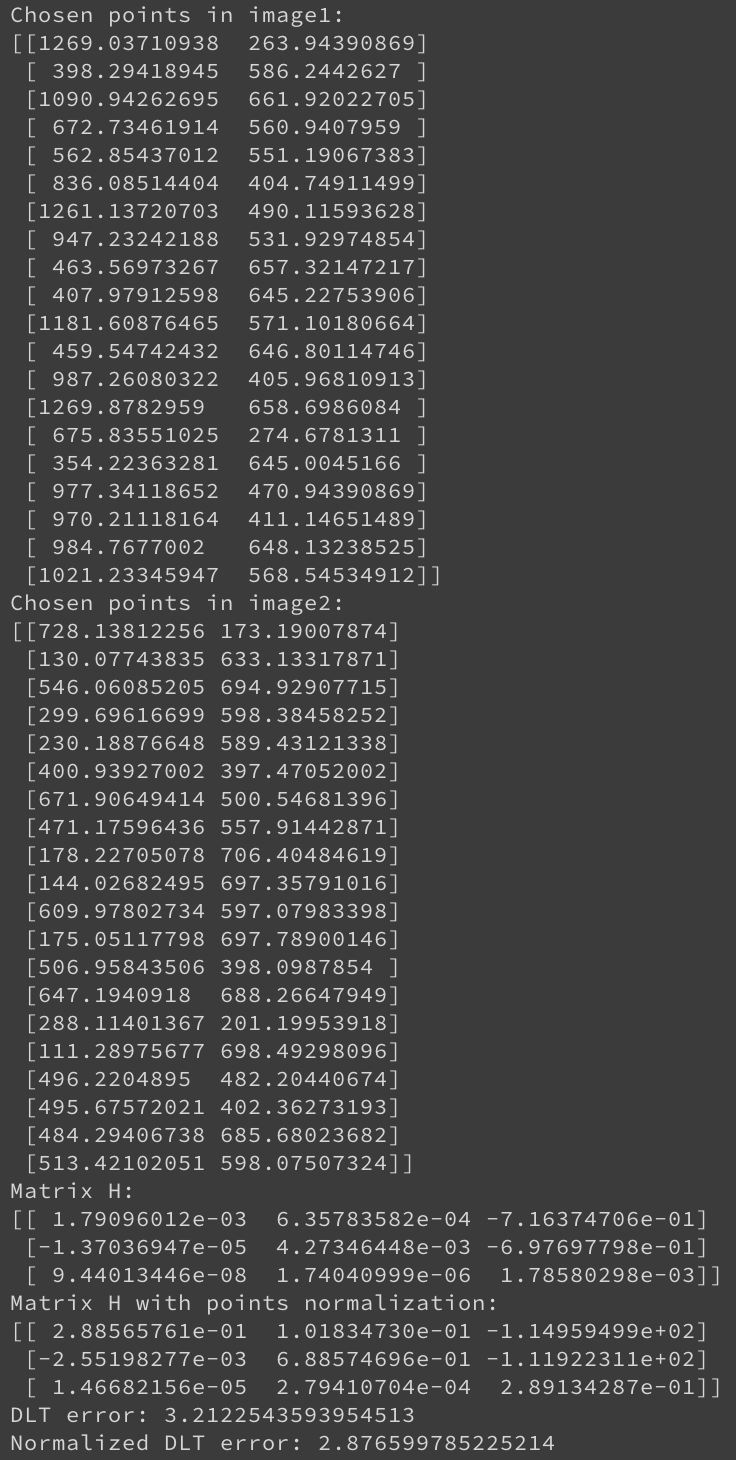 Chosen points in image1:
[[1269.03710938  263.94390869]
 [ 398.29418945  586.2442627 ]
 [1090.94262695  661.92022705]
 [ 672.73461914  560.9407959 ]
 [ 562.85437012  551.19067383]
 [ 836.08514404  404.74911499]
 [1261.13720703  490.11593628]
 [ 947.23242188  531.92974854]
 [ 463.56973267  657.32147217]
 [ 407.97912598  645.22753906]
 [1181.60876465  571.10180664]
 [ 459.54742432  646.80114746]
 [ 987.26080322  405.96810913]
 [1269.8782959   658.6986084 ]
 [ 675.83551025  274.6781311 ]
 [ 354.22363281  645.0045166 ]
 [ 977.34118652  470.94390869]
 [ 970.21118164  411.14651489]
 [ 984.7677002   648.13238525]
 [1021.23345947  568.54534912]]
Chosen points in image2:
[[728.13812256 173.19007874]
 [130.07743835 633.13317871]
 [546.06085205 694.92907715]
 [299.69616699 598.38458252]
 [230.18876648 589.43121338]
 [400.93927002 397.47052002]
 [671.90649414 500.54681396]
 [471.17596436 557.91442871]
 [178.22705078 706.40484619]
 [144.02682495 697.35791016]
 [609.97802734 597.07983398]
 [175.05117798 697.78900146]
 [506.95843506 398.0987854 ]
 [647.1940918  688.26647949]
 [288.11401367 201.19953918]
 [111.28975677 698.49298096]
 [496.2204895  482.20440674]
 [495.67572021 402.36273193]
 [484.29406738 685.68023682]
 [513.42102051 598.07507324]]
Matrix H:
[[ 1.79096012e-03  6.35783582e-04 -7.16374706e-01]
 [-1.37036947e-05  4.27346448e-03 -6.97697798e-01]
 [ 9.44013446e-08  1.74040999e-06  1.78580298e-03]]
Matrix H with points normalization:
[[ 2.88565761e-01  1.01834730e-01 -1.14959499e+02]
 [-2.55198277e-03  6.88574696e-01 -1.11922311e+02]
 [ 1.46682156e-05  2.79410704e-04  2.89134287e-01]]
DLT error: 3.2122543593954513
Normalized DLT error: 2.876599785225214